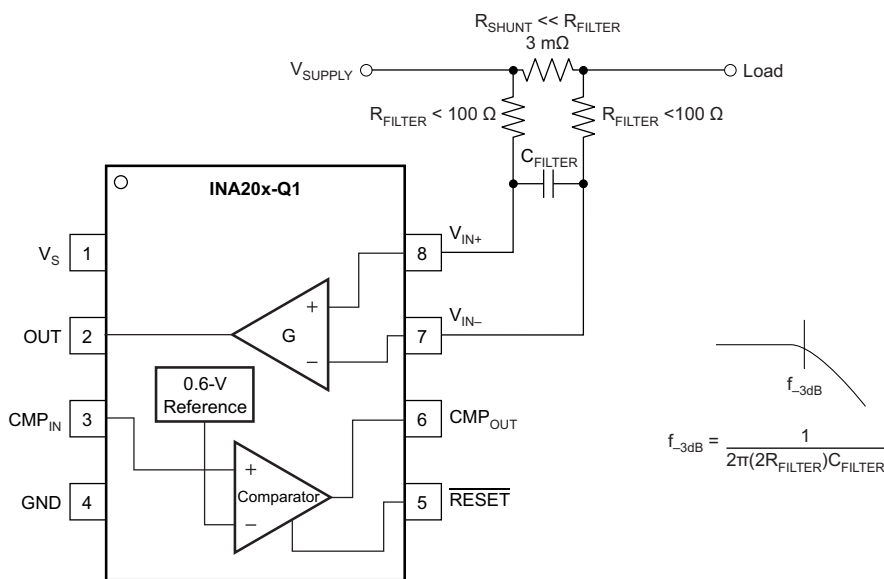 R_SHUNT << R_FILTER
3 mΩ
V_SUPPLY
Load
R_FILTER < 100 Ω
R_FILTER <100 Ω
C_FILTER
INA20x-Q1
V_S
1
8
V_IN+
+
G
−
OUT
2
7
V_IN−
0.6-V
Reference
CMP_IN
3
6
CMP_OUT
+
Comparator
−
GND
4
5
RESET
f_−3dB
f_−3dB = 1 / 2π(2R_FILTER)C_FILTER